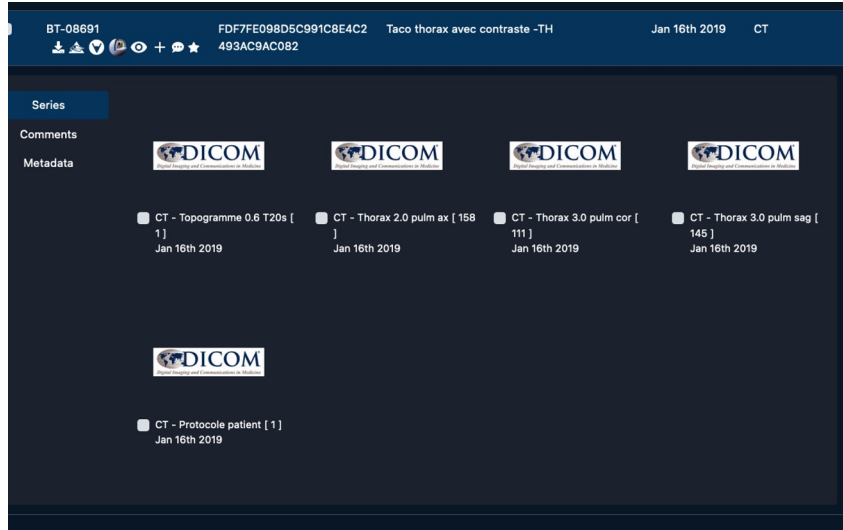 BT-08691
FDF7FE098D5C991C8E4C2
493AC9AC082
Taco thorax avec contraste -TH
Jan 16th 2019
CT
Series
Comments
Metadata
DICOM
Digital Imaging and Communications in Medicine
CT - Topogramme 0.6 T20s [
1 ]
Jan 16th 2019
DICOM
Digital Imaging and Communications in Medicine
CT - Thorax 2.0 pulm ax [ 158
]
Jan 16th 2019
DICOM
Digital Imaging and Communications in Medicine
CT - Thorax 3.0 pulm cor [
111 ]
Jan 16th 2019
DICOM
Digital Imaging and Communications in Medicine
CT - Thorax 3.0 pulm sag [
145 ]
Jan 16th 2019
DICOM
Digital Imaging and Communications in Medicine
CT - Protocole patient [ 1 ]
Jan 16th 2019